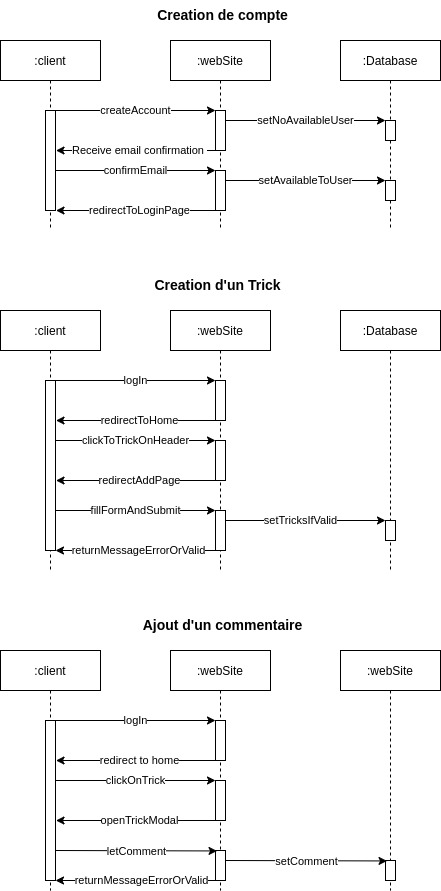 Creation de compte
:client
:webSite
:Database
createAccount
setNoAvailableUser
Receive email confirmation
confirmEmail
setAvailableToUser
redirectToLoginPage
Creation d'un Trick
:client
:webSite
:Database
logIn
redirectToHome
clickToTrickOnHeader
redirectAddPage
fillFormAndSubmit
setTricksIfValid
returnMessageErrorOrValid
Ajout d'un commentaire
:client
:webSite
:webSite
logIn
redirect to home
clickOnTrick
openTrickModal
letComment
setComment
returnMessageErrorOrValid